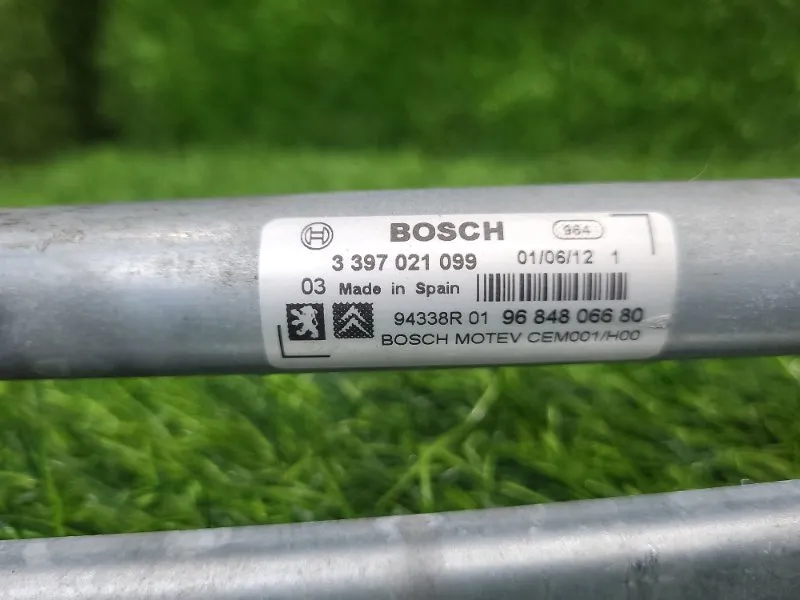 BOSCH 964
3 397 021 099 01/06/12 1
03 Made in Spain
94338R 01 96 848 066 80
BOSCH MOTEV CEM001/H00